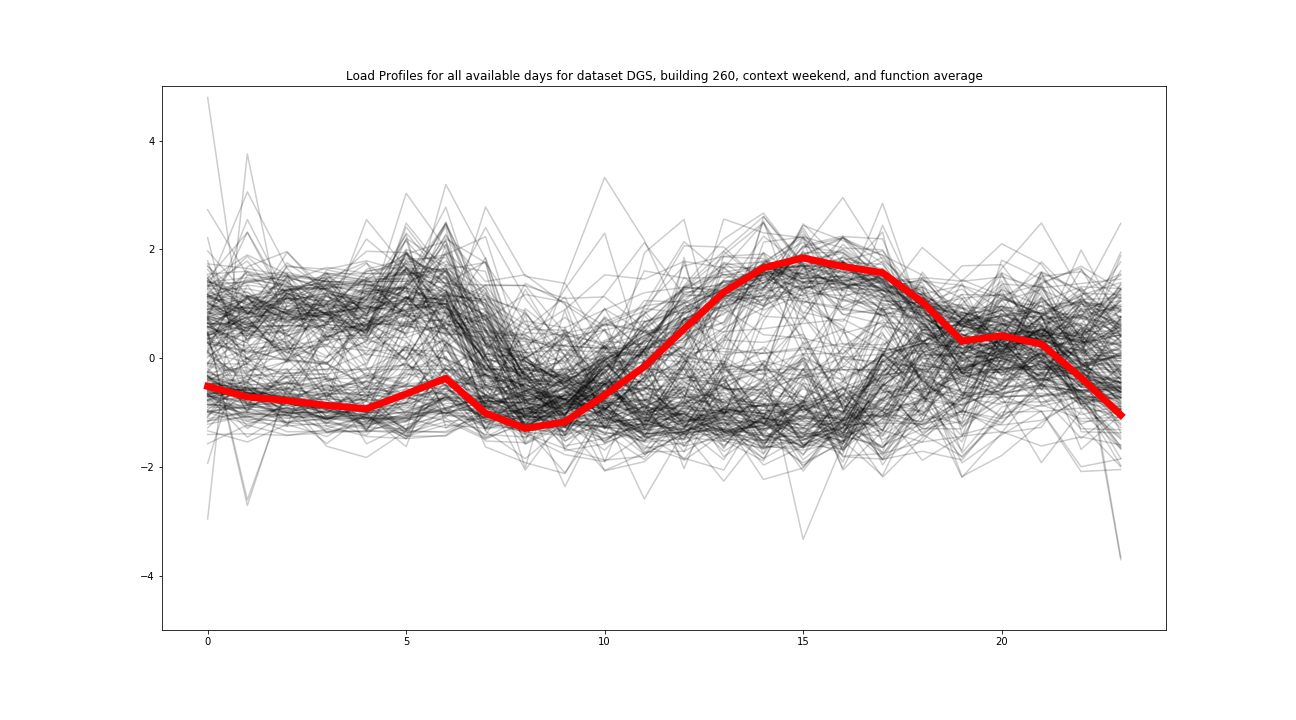 Load Profiles for all available days for dataset DGS, building 260, context weekend, and function average
4
2
0
−2
−4
0 5 10 15 20